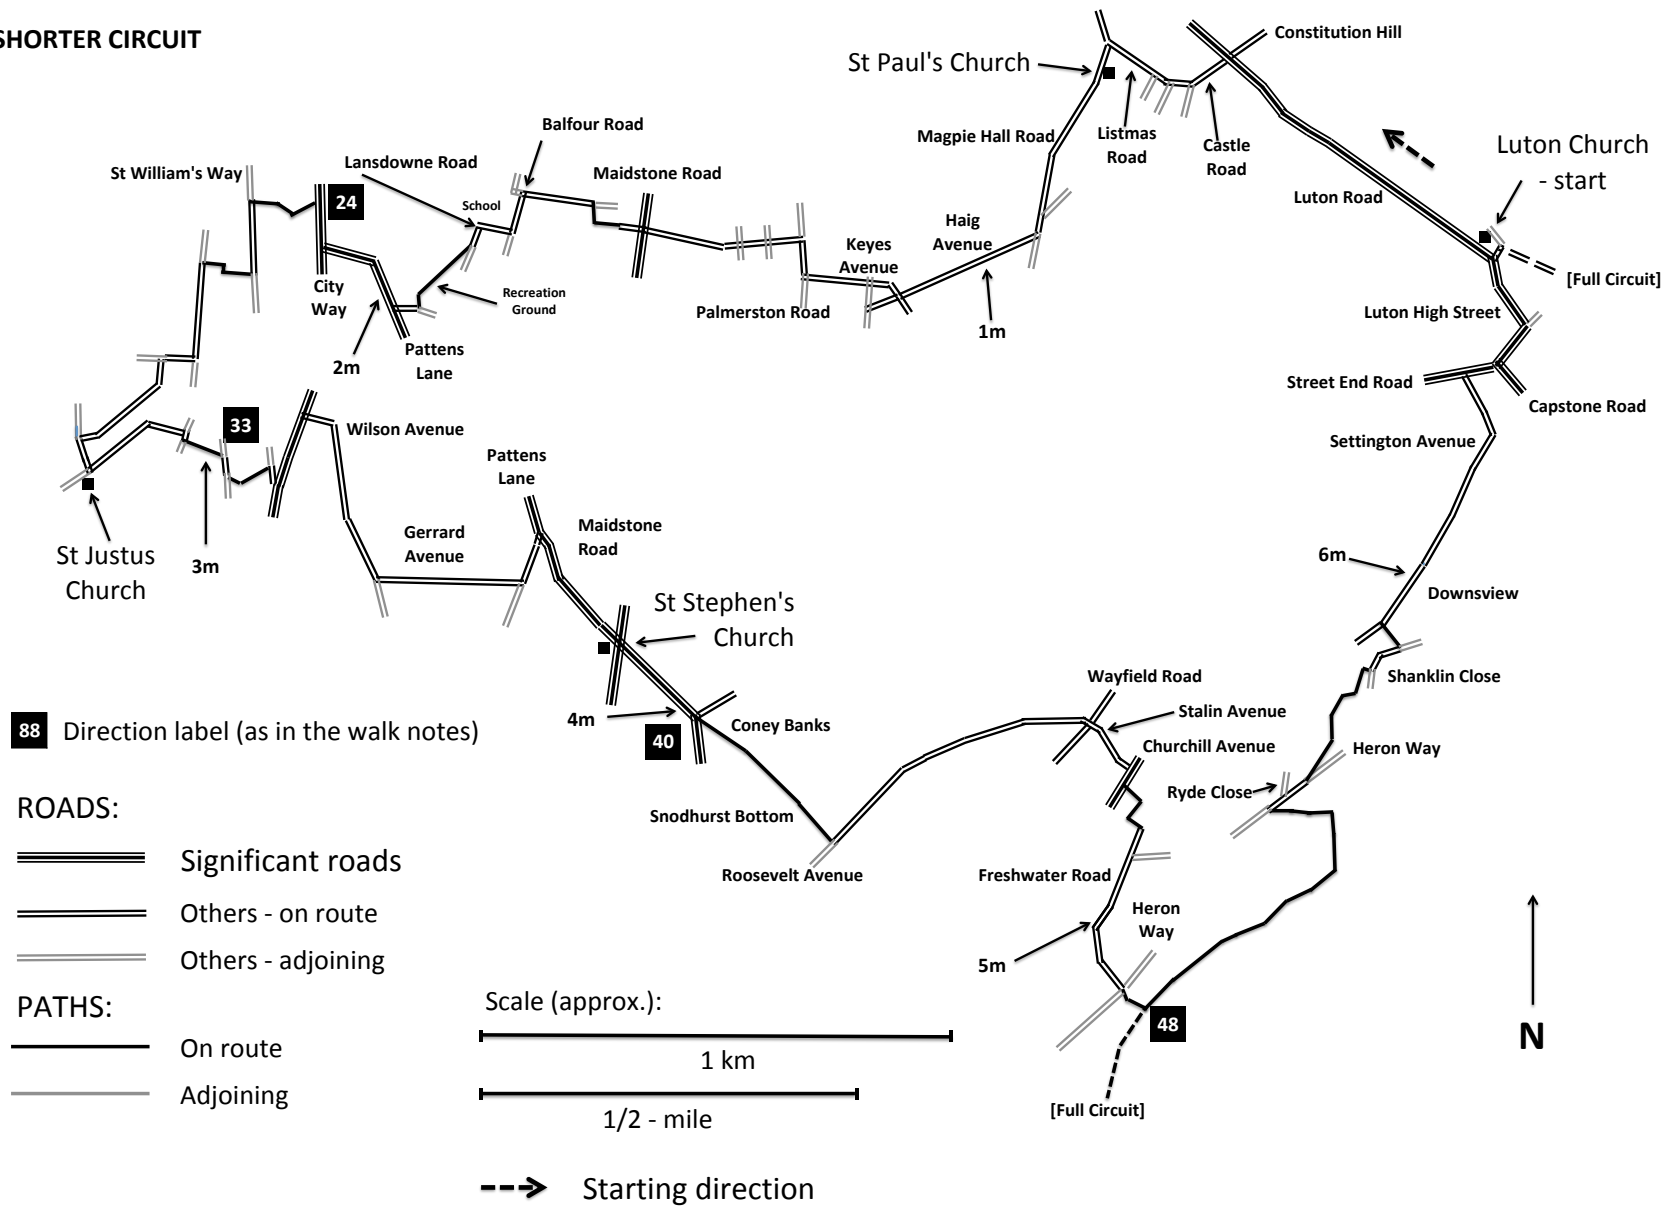 SHORTER CIRCUIT
Constitution Hill
St Paul's Church
Listmas
Road
Castle
Road
Magpie Hall Road
Luton Church
- start
Luton Road
[Full Circuit]
Balfour Road
Lansdowne Road
St William's Way
Maidstone Road
24
School
Haig
Avenue
Keyes
Avenue
City
Way
Recreation
Ground
Palmerston Road
1m
Luton High Street
2m
Pattens
Lane
Street End Road
Capstone Road
33
Wilson Avenue
Settington Avenue
Pattens
Lane
Maidstone
Road
Gerrard
Avenue
St Justus
Church
3m
6m
Downsview
St Stephen's
Church
Wayfield Road
Shanklin Close
Stalin Avenue
4m
40
Coney Banks
Churchill Avenue
Heron Way
Ryde Close
Snodhurst Bottom
Roosevelt Avenue
Freshwater Road
Heron
Way
5m
48
[Full Circuit]
N
88 Direction label (as in the walk notes)
ROADS:
Significant roads
Others - on route
Others - adjoining
PATHS:
On route
Adjoining
Scale (approx.):
1 km
1/2 - mile
Starting direction